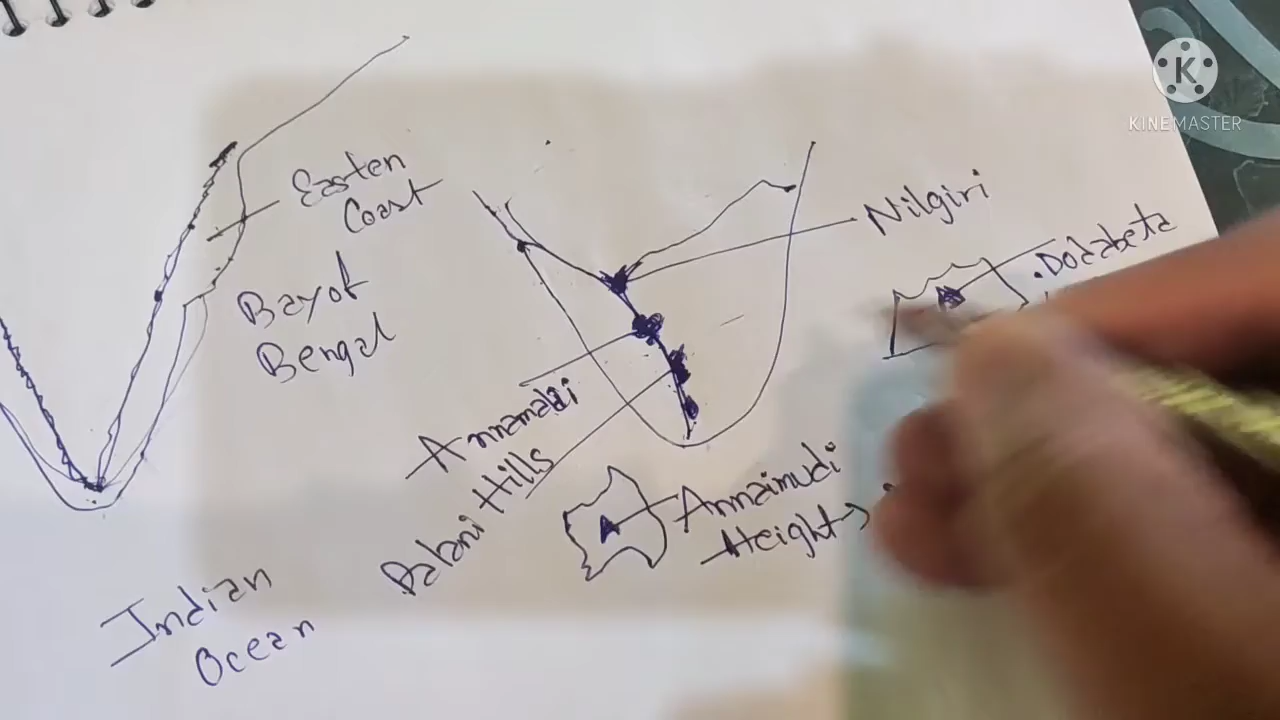 KINEMASTER
Easten
Coast
Bay of
Bengal
Nilgiri
.Dodabeta
Annamalai
Palani Hills
Annaimudi
Height →
Indian
Ocean